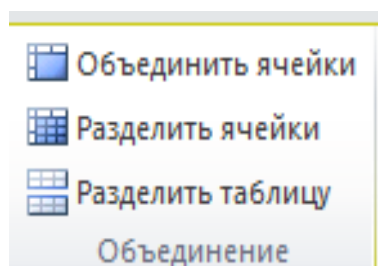 Объединить ячейки
Разделить ячейки
Разделить таблицу
Объединение